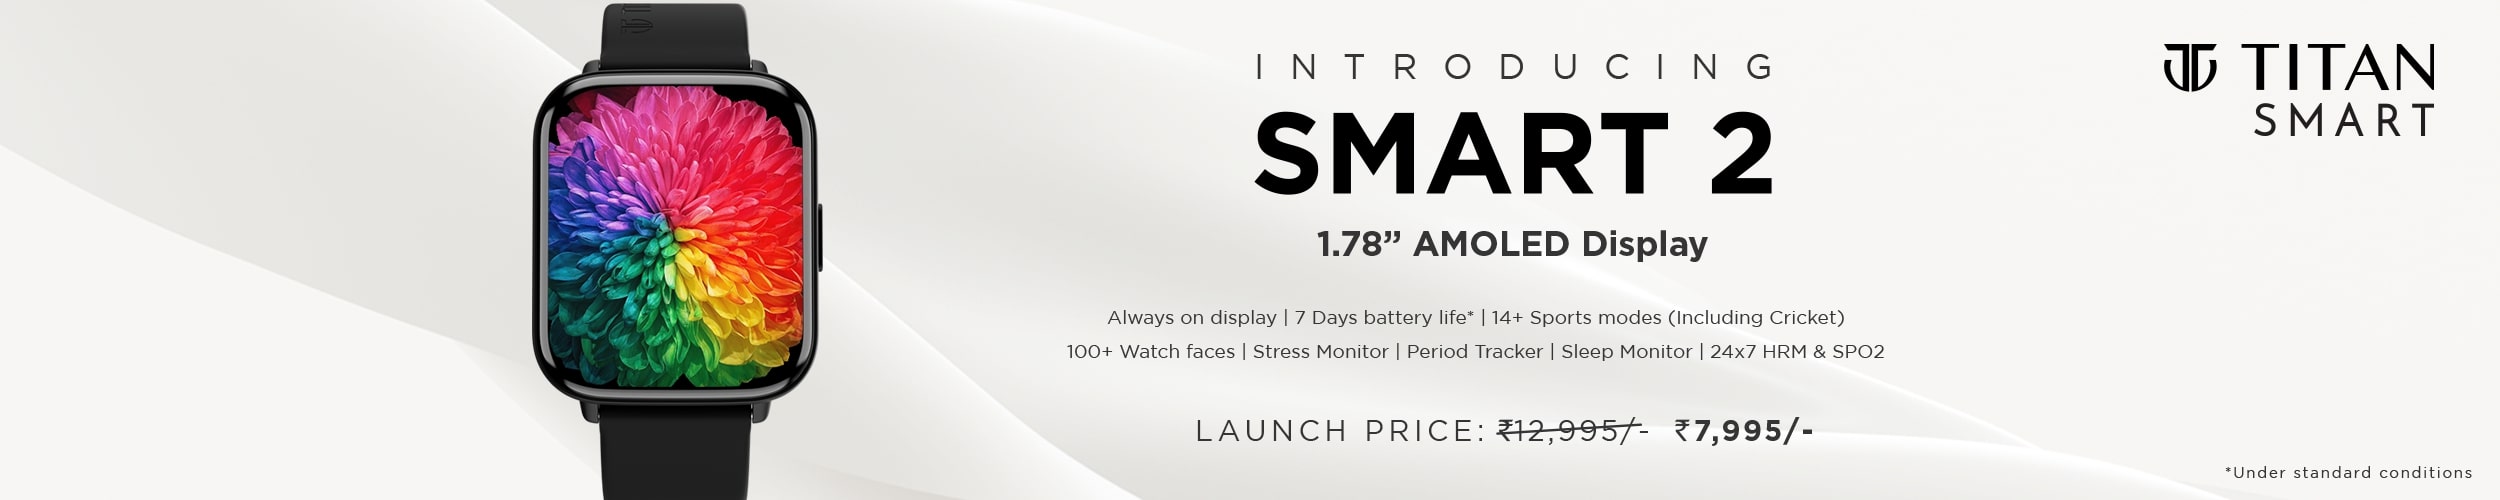 INTRODUCING
SMART 2
1.78” AMOLED Display
Always on display | 7 Days battery life* | 14+ Sports modes (Including Cricket)
100+ Watch faces | Stress Monitor | Period Tracker | Sleep Monitor | 24x7 HRM & SPO2
LAUNCH PRICE: ₹12,995/- ₹7,995/-
TITAN
SMART
*Under standard conditions